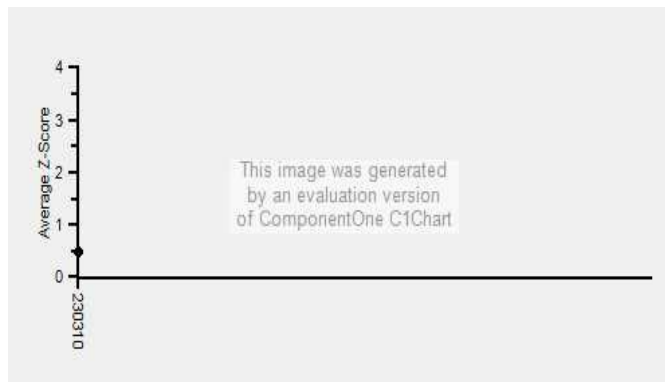 4
3
2
1
0
Average Z-Score
This image was generated
by an evaluation version
of ComponentOne C1Chart
230310